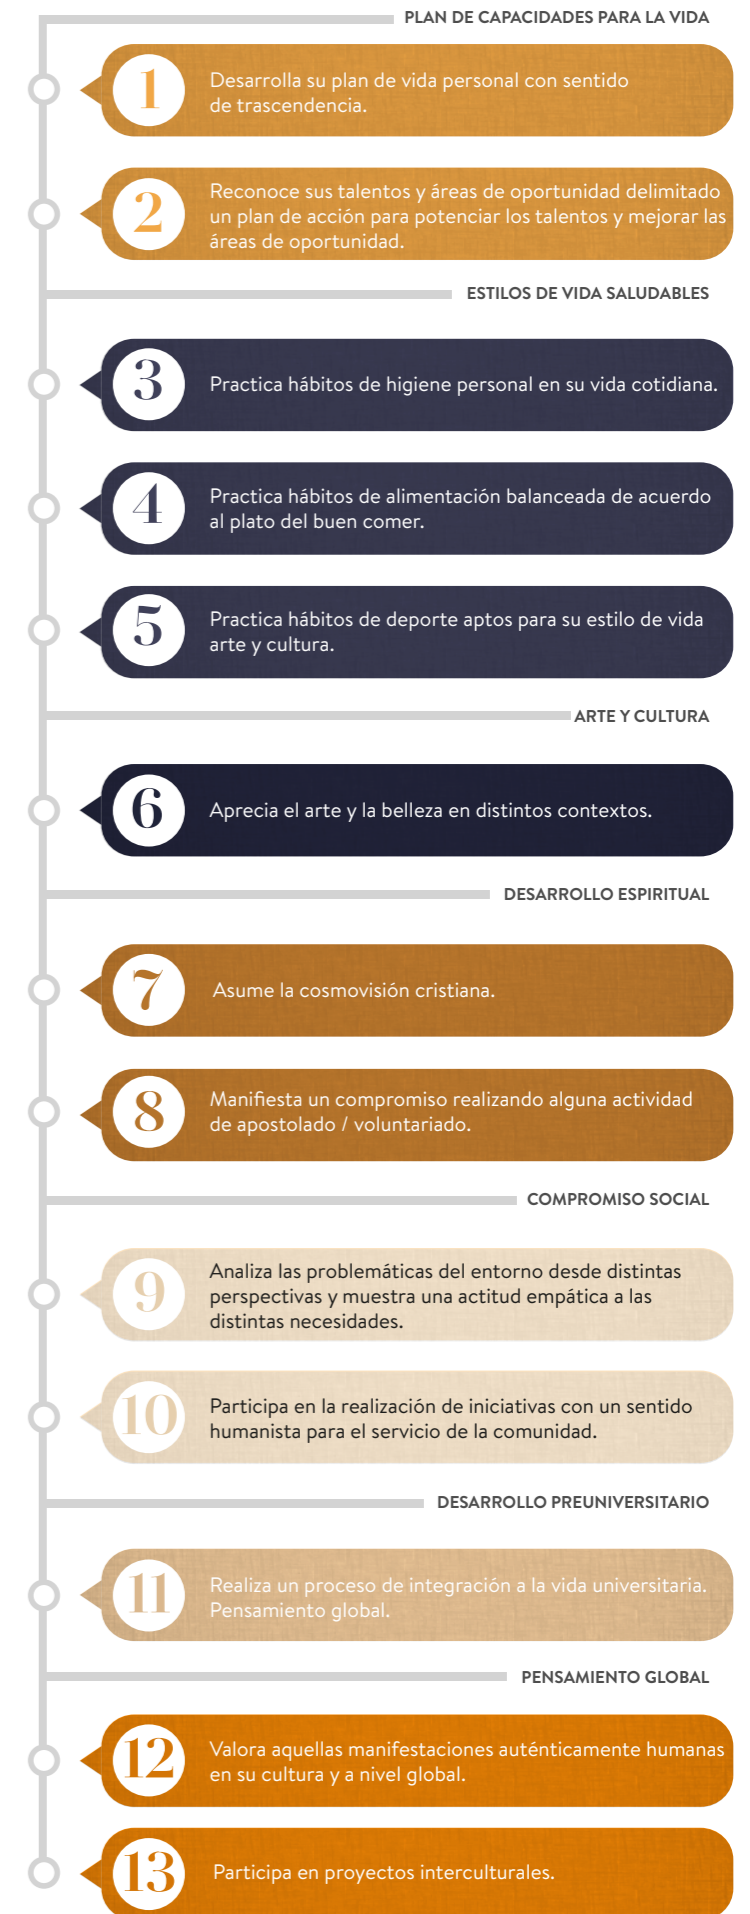 PLAN DE CAPACIDADES PARA LA VIDA
1
Desarrolla su plan de vida personal con sentido
de trascendencia.
2
Reconoce sus talentos y áreas de oportunidad delimitado
un plan de acción para potenciar los talentos y mejorar las
áreas de oportunidad.
ESTILOS DE VIDA SALUDABLES
3
Practica hábitos de higiene personal en su vida cotidiana.
4
Practica hábitos de alimentación balanceada de acuerdo
al plato del buen comer.
5
Practica hábitos de deporte aptos para su estilo de vida
arte y cultura.
ARTE Y CULTURA
6
Aprecia el arte y la belleza en distintos contextos.
DESARROLLO ESPIRITUAL
7
Asume la cosmovisión cristiana.
8
Manifiesta un compromiso realizando alguna actividad
de apostolado / voluntariado.
COMPROMISO SOCIAL
9
Analiza las problemáticas del entorno desde distintas
perspectivas y muestra una actitud empática a las
distintas necesidades.
10
Participa en la realización de iniciativas con un sentido
humanista para el servicio de la comunidad.
DESARROLLO PREUNIVERSITARIO
11
Realiza un proceso de integración a la vida universitaria.
Pensamiento global.
PENSAMIENTO GLOBAL
12
Valora aquellas manifestaciones auténticamente humanas
en su cultura y a nivel global.
13
Participa en proyectos interculturales.